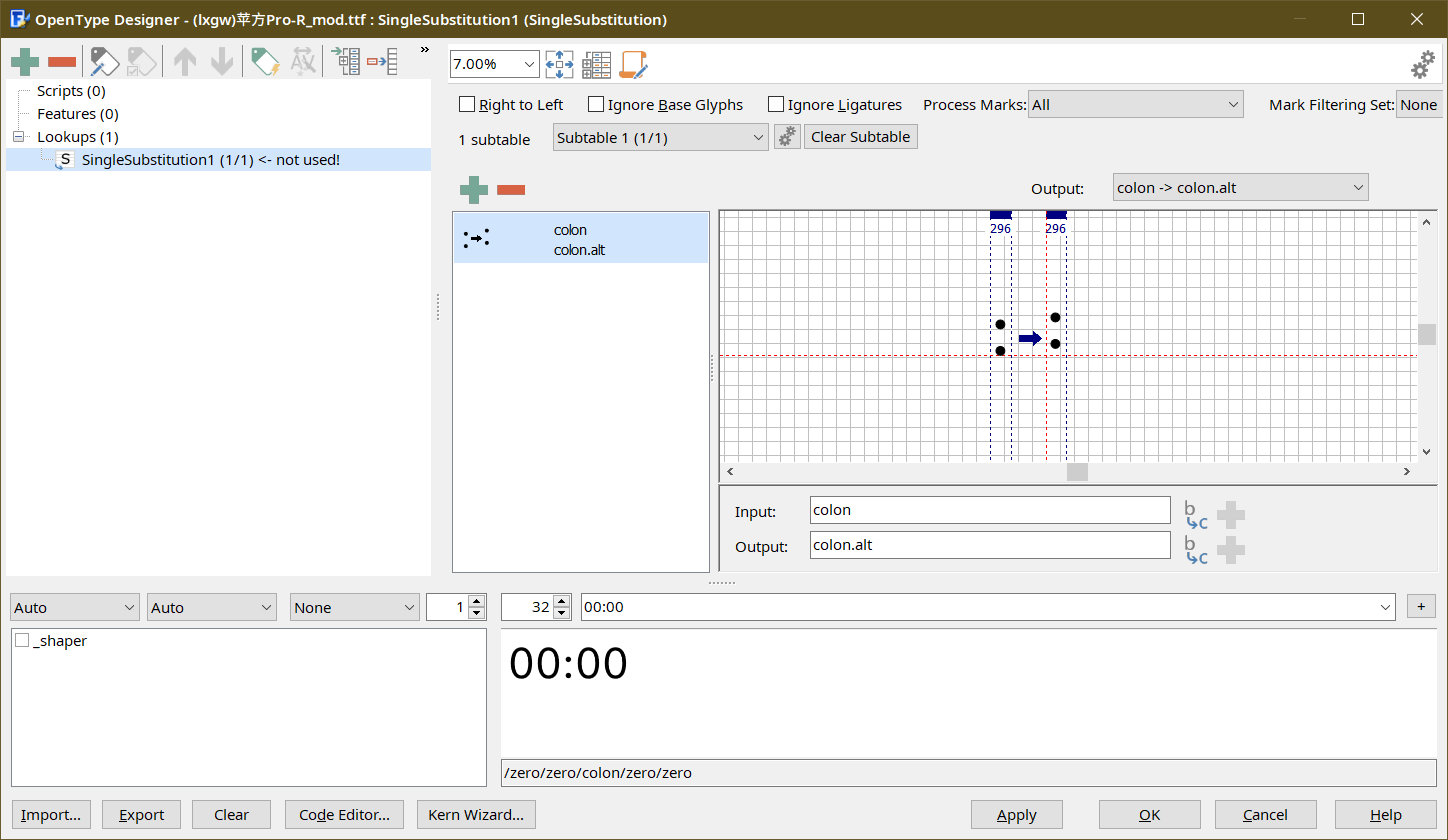 OpenType Designer - (lxgw)苹方Pro-R_mod.ttf : SingleSubstitution1 (SingleSubstitution)
»
7.00%
Scripts (0)
Features (0)
Lookups (1)
S
SingleSubstitution1 (1/1) <- not used!
Right to Left
Ignore Base Glyphs
Ignore Ligatures
Process Marks:
All
Mark Filtering Set:
None
1 subtable
Subtable 1 (1/1)
Clear Subtable
Output:
colon -> colon.alt
colon
colon.alt
296
296
Input:
colon
b
c
Output:
colon.alt
b
c
Auto
Auto
None
1
32
00:00
+
_shaper
00:00
/zero/zero/colon/zero/zero
Import...
Export
Clear
Code Editor...
Kern Wizard...
Apply
OK
Cancel
Help